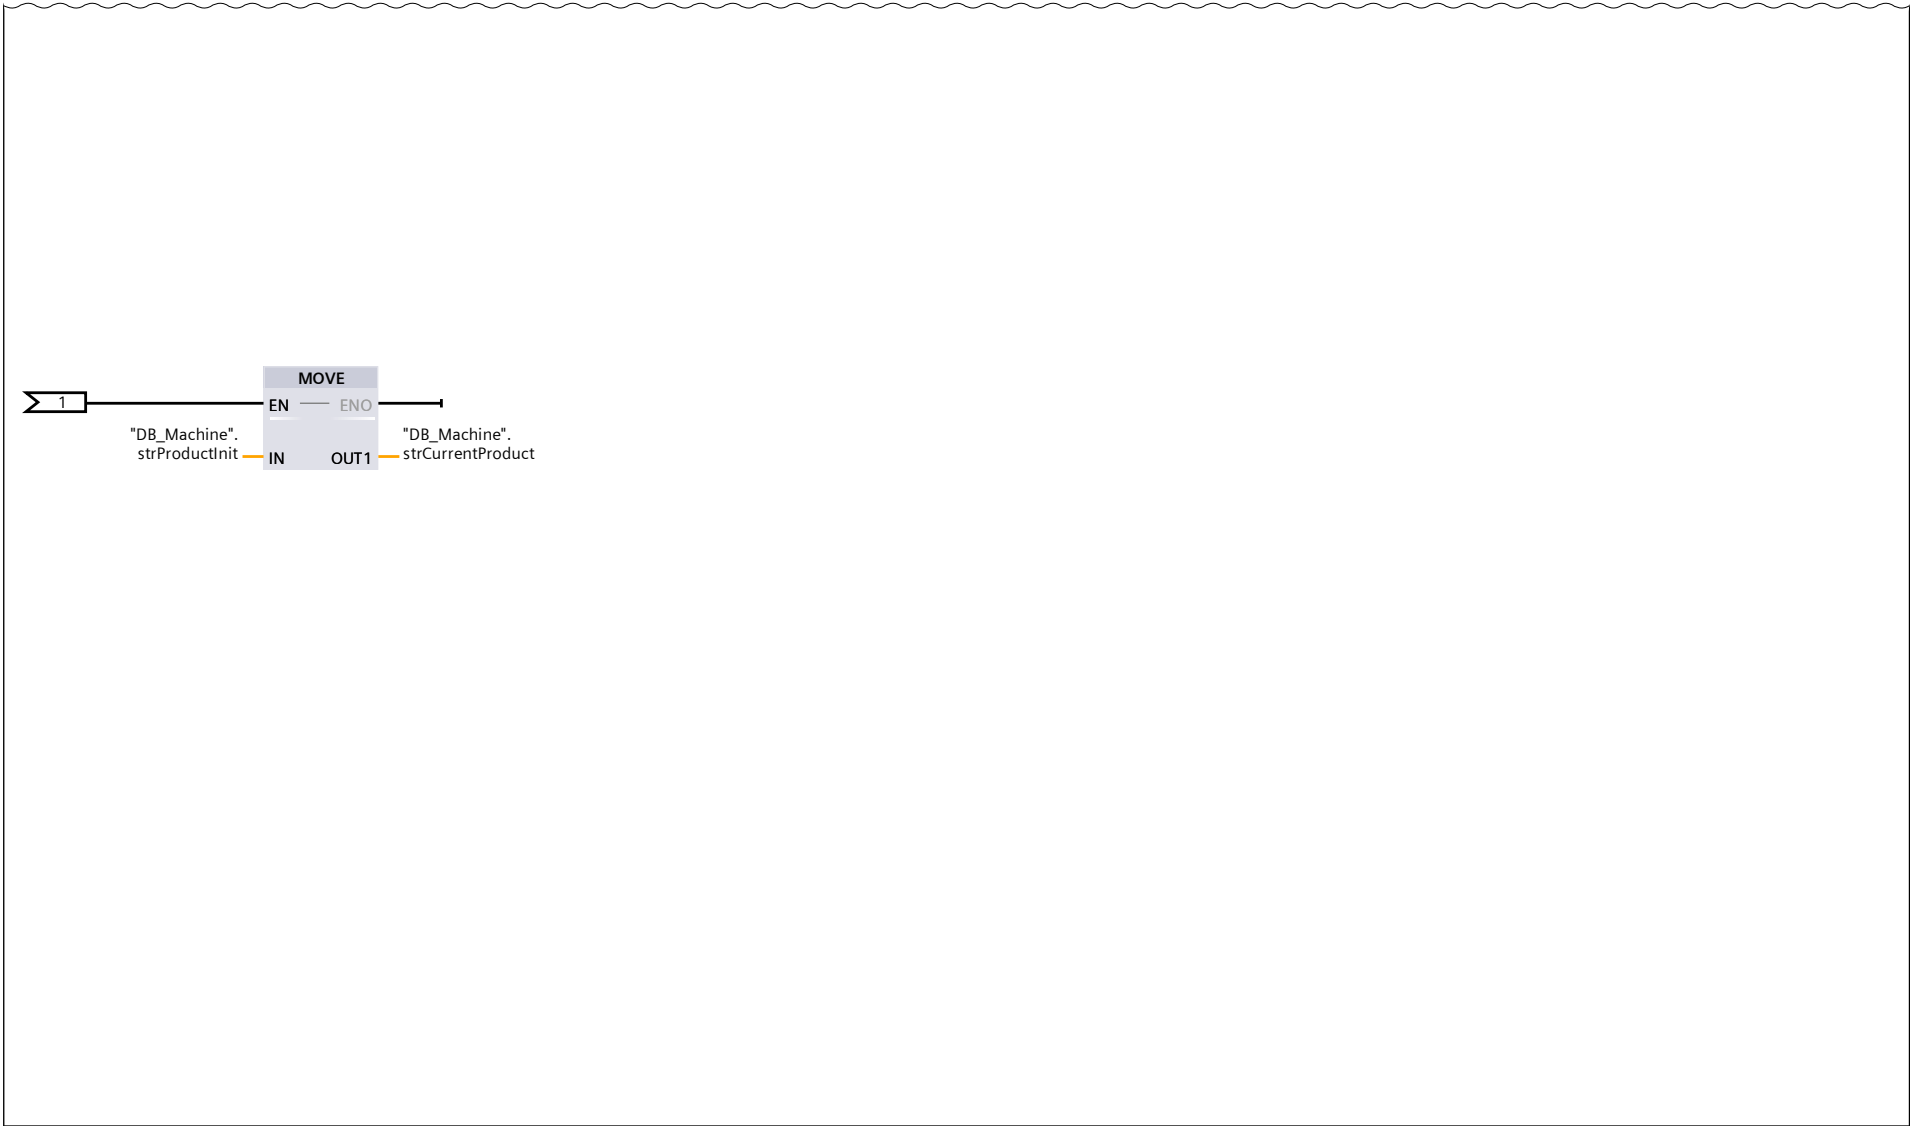 MOVE
1
EN
ENO
"DB_Machine".
strProductInit
IN
OUT1
"DB_Machine".
strCurrentProduct